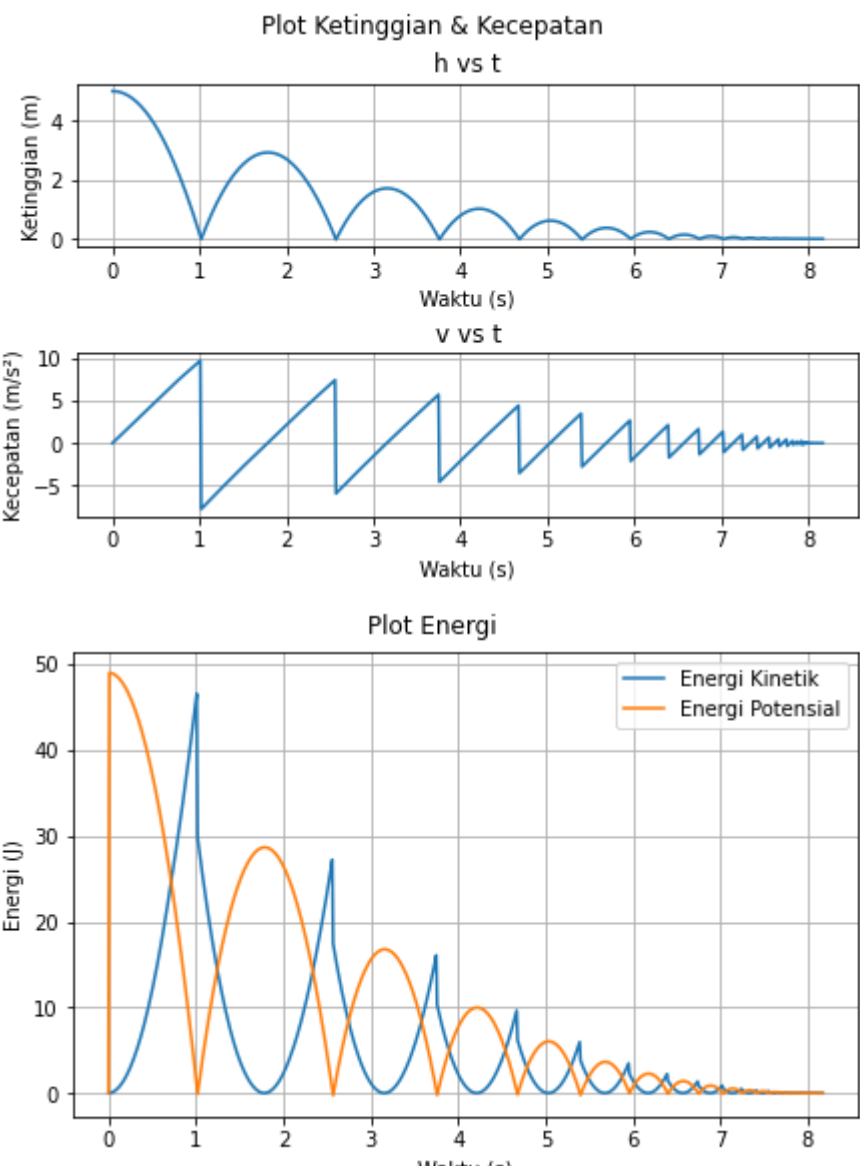 Plot Ketinggian & Kecepatan
h vs t
Ketinggian (m)
4
2
0
0 1 2 3 4 5 6 7 8
Waktu (s)
v vs t
Kecepatan (m/s²)
10
5
0
−5
0 1 2 3 4 5 6 7 8
Waktu (s)
Plot Energi
Energi (J)
50
40
30
20
10
0
Energi Kinetik
Energi Potensial
0 1 2 3 4 5 6 7 8
Waktu (s)